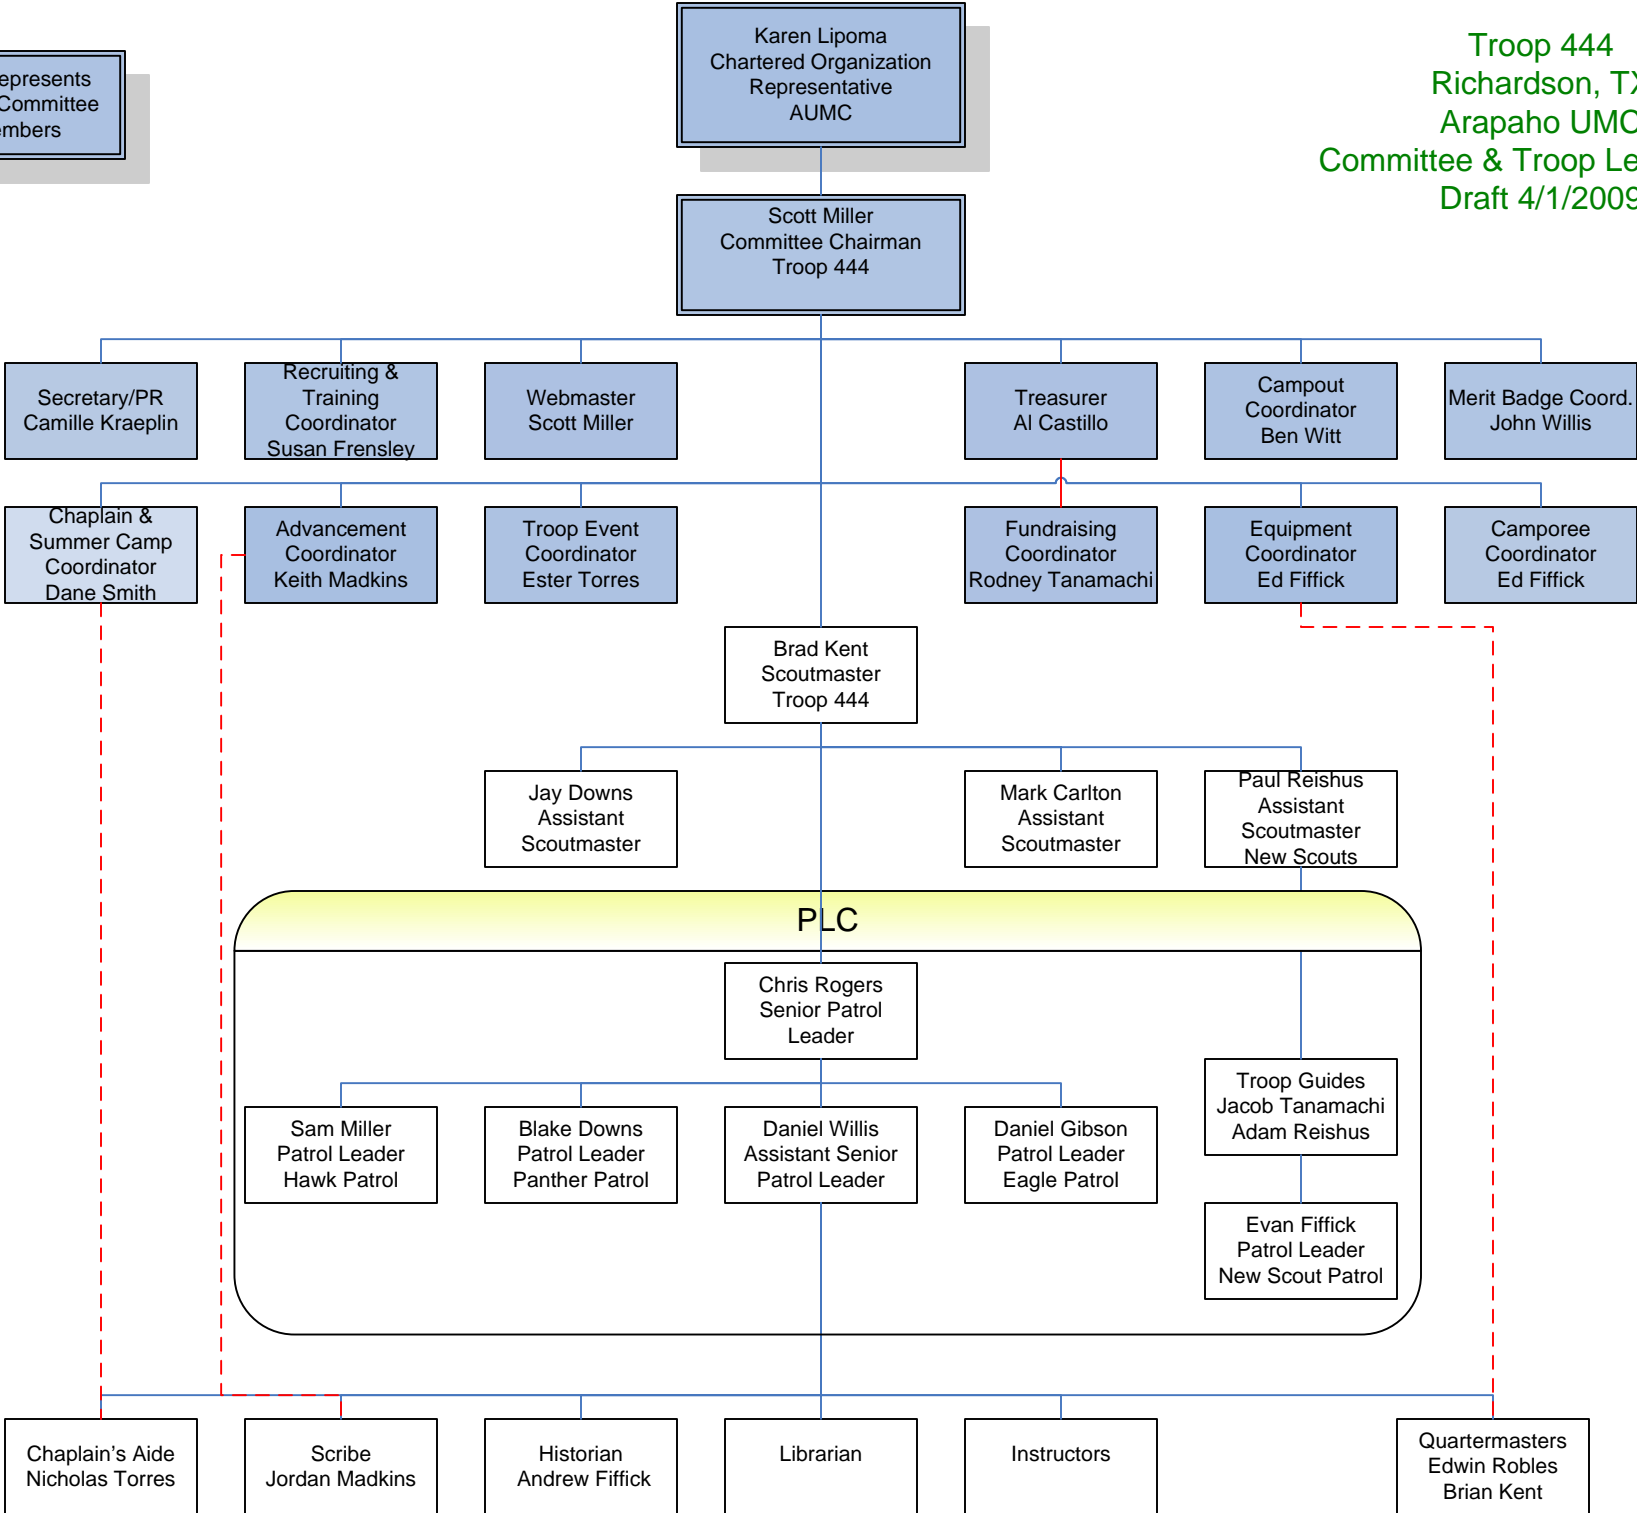 Karen Lipoma
Chartered Organization
Representative
AUMC
Troop 444
Richardson, TX
Arapaho UMC
Committee & Troop
Draft 4/1/2009
epresents
Committee
mbers
Scott Miller
Committee Chairman
Troop 444
Secretary/PR
Camille Kraeplin
Recruiting &
Training
Coordinator
Susan Frensley
Webmaster
Scott Miller
Treasurer
Al Castillo
Campout
Coordinator
Ben Witt
Merit Badge Coord.
John Willis
Chaplain &
Summer Camp
Coordinator
Dane Smith
Advancement
Coordinator
Keith Madkins
Troop Event
Coordinator
Ester Torres
Fundraising
Coordinator
Rodney Tanamachi
Equipment
Coordinator
Ed Fiffick
Camporee
Coordinator
Ed Fiffick
Brad Kent
Scoutmaster
Troop 444
Jay Downs
Assistant
Scoutmaster
Mark Carlton
Assistant
Scoutmaster
Paul Reishus
Assistant
Scoutmaster
New Scouts
PLC
Chris Rogers
Senior Patrol
Leader
Sam Miller
Patrol Leader
Hawk Patrol
Blake Downs
Patrol Leader
Panther Patrol
Daniel Willis
Assistant Senior
Patrol Leader
Daniel Gibson
Patrol Leader
Eagle Patrol
Troop Guides
Jacob Tanamachi
Adam Reishus
Evan Fiffick
Patrol Leader
New Scout Patrol
Chaplain's Aide
Nicholas Torres
Scribe
Jordan Madkins
Historian
Andrew Fiffick
Librarian
Instructors
Quartermasters
Edwin Robles
Brian Kent